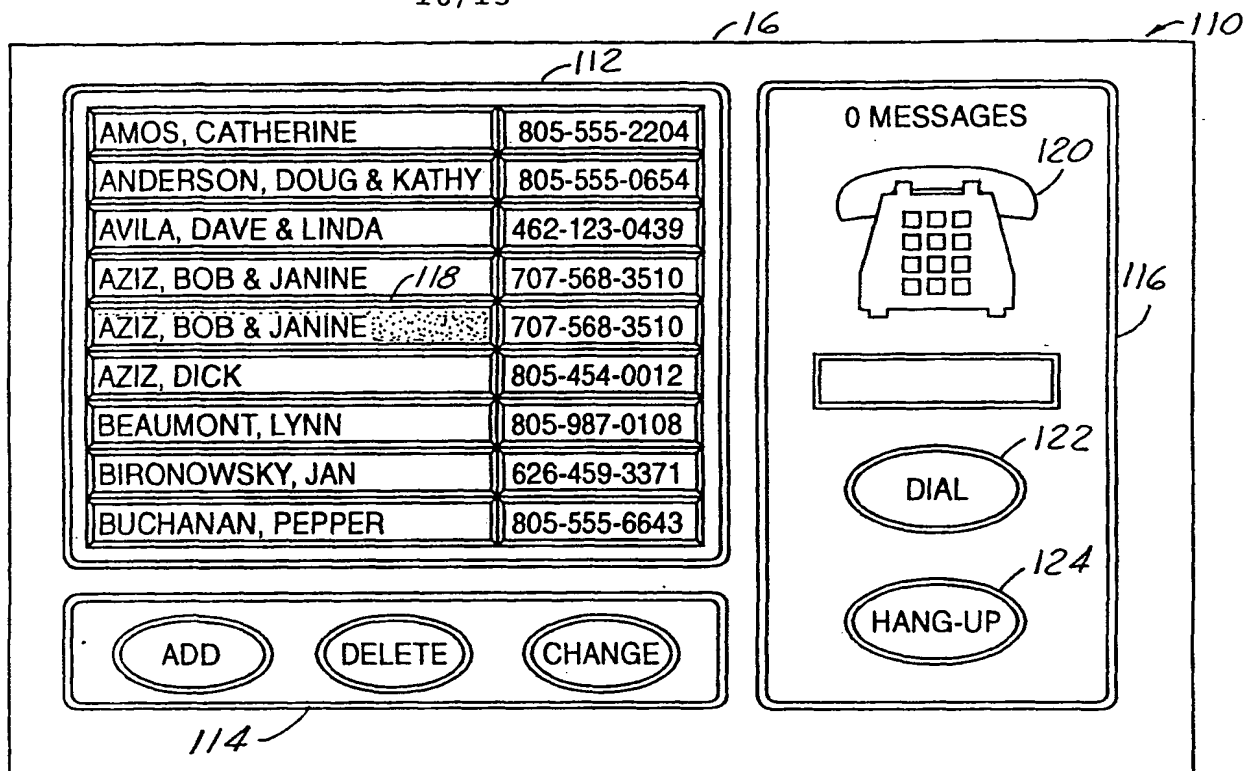 16 110
112
AMOS, CATHERINE 805-555-2204
ANDERSON, DOUG & KATHY 805-555-0654
AVILA, DAVE & LINDA 462-123-0439
AZIZ, BOB & JANINE 118 707-568-3510
AZIZ, BOB & JANINE 707-568-3510
AZIZ, DICK 805-454-0012
BEAUMONT, LYNN 805-987-0108
BIRONOWSKY, JAN 626-459-3371
BUCHANAN, PEPPER 805-555-6643
ADD DELETE CHANGE
114
0 MESSAGES
120
116
122
DIAL
124
HANG-UP